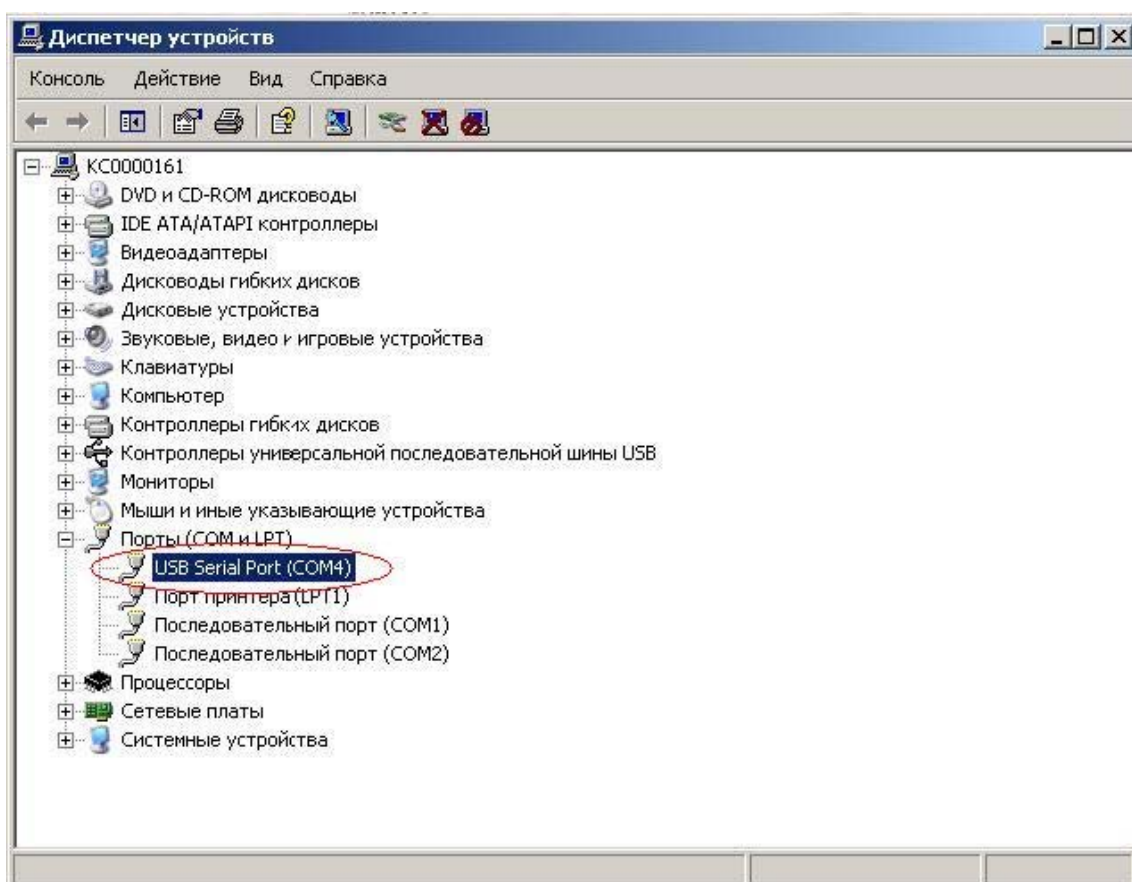 Диспетчер устройств
Консоль Действие Вид Справка
KC0000161
DVD и CD-ROM дисководы
IDE ATA/ATAPI контроллеры
Видеоадаптеры
Дисководы гибких дисков
Дисковые устройства
Звуковые, видео и игровые устройства
Клавиатуры
Компьютер
Контроллеры гибких дисков
Контроллеры универсальной последовательной шины USB
Мониторы
Мыши и иные указывающие устройства
Порты (COM и LPT)
USB Serial Port (COM4)
Порт принтера (LPT1)
Последовательный порт (COM1)
Последовательный порт (COM2)
Процессоры
Сетевые платы
Системные устройства